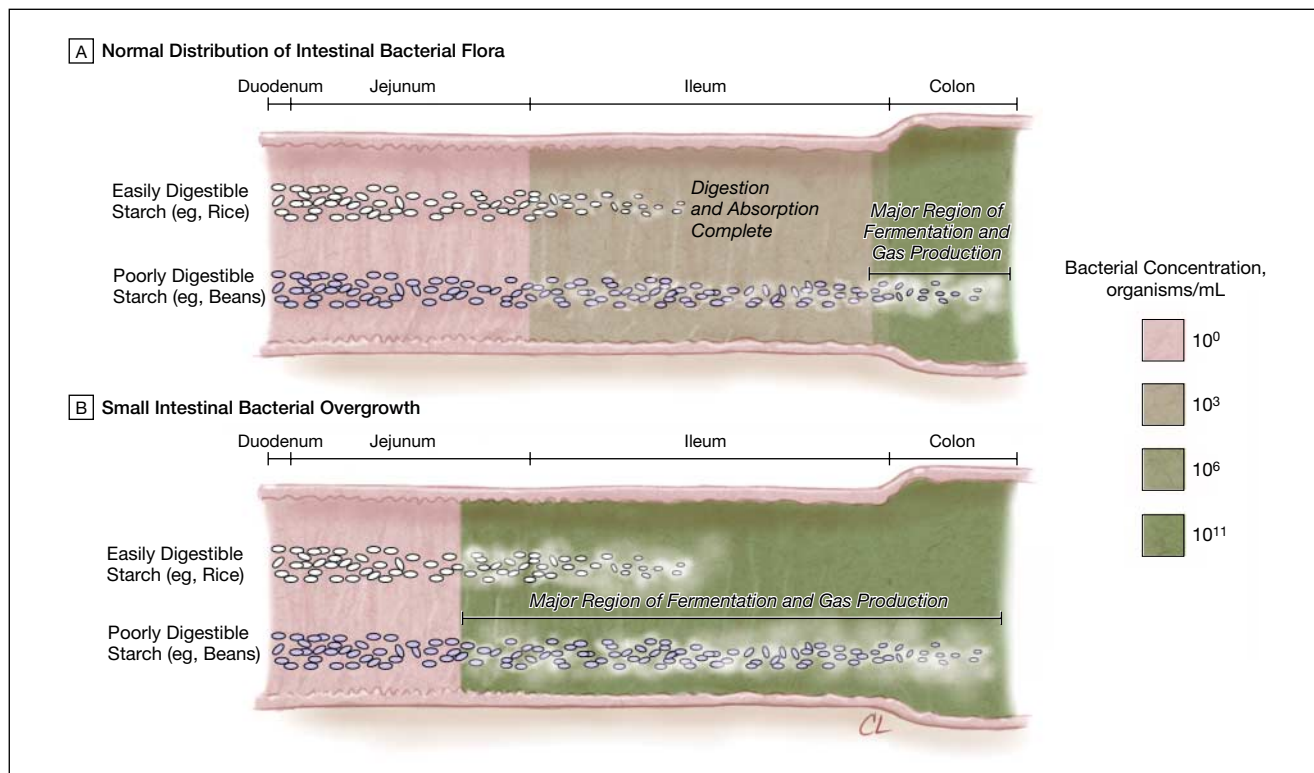 A Normal Distribution of Intestinal Bacterial Flora
Duodenum Jejunum Ileum Colon
Easily Digestible
Starch (eg, Rice)
Digestion
and Absorption
Complete
Major Region of
Fermentation and
Gas Production
Poorly Digestible
Starch (eg, Beans)
Bacterial Concentration,
organisms/mL
10⁰
10³
10⁶
10¹¹
B Small Intestinal Bacterial Overgrowth
Duodenum Jejunum Ileum Colon
Easily Digestible
Starch (eg, Rice)
Major Region of Fermentation and Gas Production
Poorly Digestible
Starch (eg, Beans)
CL